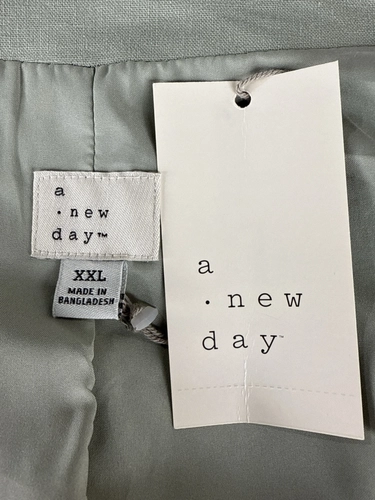 a
· new
day™
XXL
MADE IN
BANGLADESH
a
· new
day™